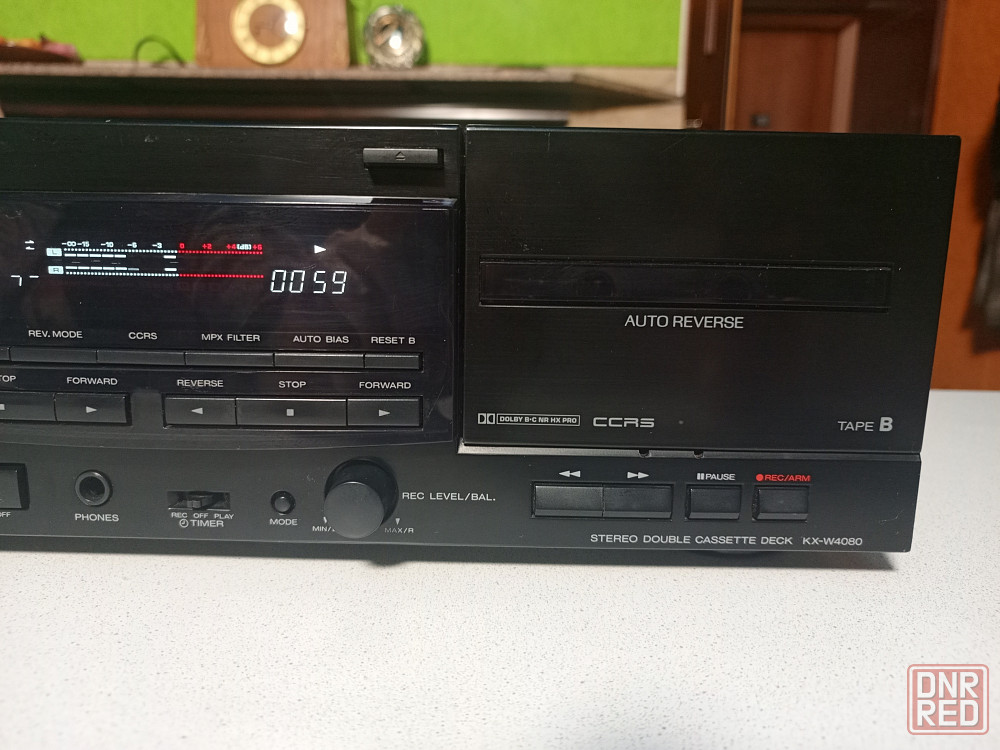 -∞ -15 -10 -6 -3 0 +2 +4 (dB) +6
L
R
0059
REV. MODE CCRS MPX FILTER AUTO BIAS RESET B
FORWARD REVERSE STOP FORWARD
AUTO REVERSE
DOLBY B-C NR HX PRO CCRS
TAPE B
REC LEVEL/BAL.
PAUSE REC/ARM
PHONES
REC OFF PLAY
TIMER
MODE
MAX/R
STEREO DOUBLE CASSETTE DECK KX-W4080
DNR
RED